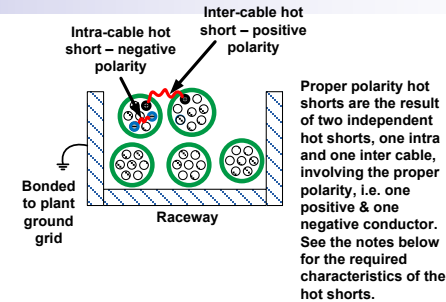 Inter-cable hot
short – positive
polarity
Intra-cable hot
short – negative
polarity
Proper polarity hot
shorts are the result
of two independent
hot shorts, one intra
and one inter cable,
involving the proper
polarity, i.e. one
positive & one
negative conductor.
See the notes below
for the required
characteristics of the
hot shorts.
Bonded
to plant
ground
grid
Raceway